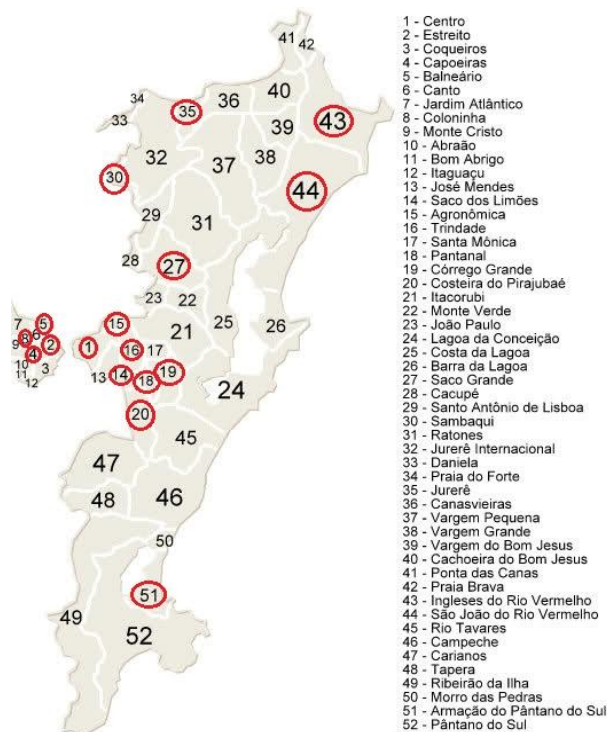 41
42
34
35
36
40
33
43
39
32
37
38
30
44
29
31
28
27
23
22
7
5
15
21
25
26
8
6
2
1
16
17
9
4
10
3
13
14
18
19
11
12
24
20
45
47
48
46
50
51
49
52
1 - Centro
2 - Estreito
3 - Coqueiros
4 - Capoeiras
5 - Balneário
6 - Canto
7 - Jardim Atlântico
8 - Coloninha
9 - Monte Cristo
10 - Abraão
11 - Bom Abrigo
12 - Itaguaçu
13 - José Mendes
14 - Saco dos Limões
15 - Agronômica
16 - Trindade
17 - Santa Mônica
18 - Pantanal
19 - Córrego Grande
20 - Costeira do Pirajubaé
21 - Itacorubi
22 - Monte Verde
23 - João Paulo
24 - Lagoa da Conceição
25 - Costa da Lagoa
26 - Barra da Lagoa
27 - Saco Grande
28 - Cacupé
29 - Santo Antônio de Lisboa
30 - Sambaqui
31 - Ratones
32 - Jurerê Internacional
33 - Daniela
34 - Praia do Forte
35 - Jurerê
36 - Canasvieiras
37 - Vargem Pequena
38 - Vargem Grande
39 - Vargem do Bom Jesus
40 - Cachoeira do Bom Jesus
41 - Ponta das Canas
42 - Praia Brava
43 - Ingleses do Rio Vermelho
44 - São João do Rio Vermelho
45 - Rio Tavares
46 - Campeche
47 - Carianos
48 - Tapera
49 - Ribeirão da Ilha
50 - Morro das Pedras
51 - Armação do Pântano do Sul
52 - Pântano do Sul